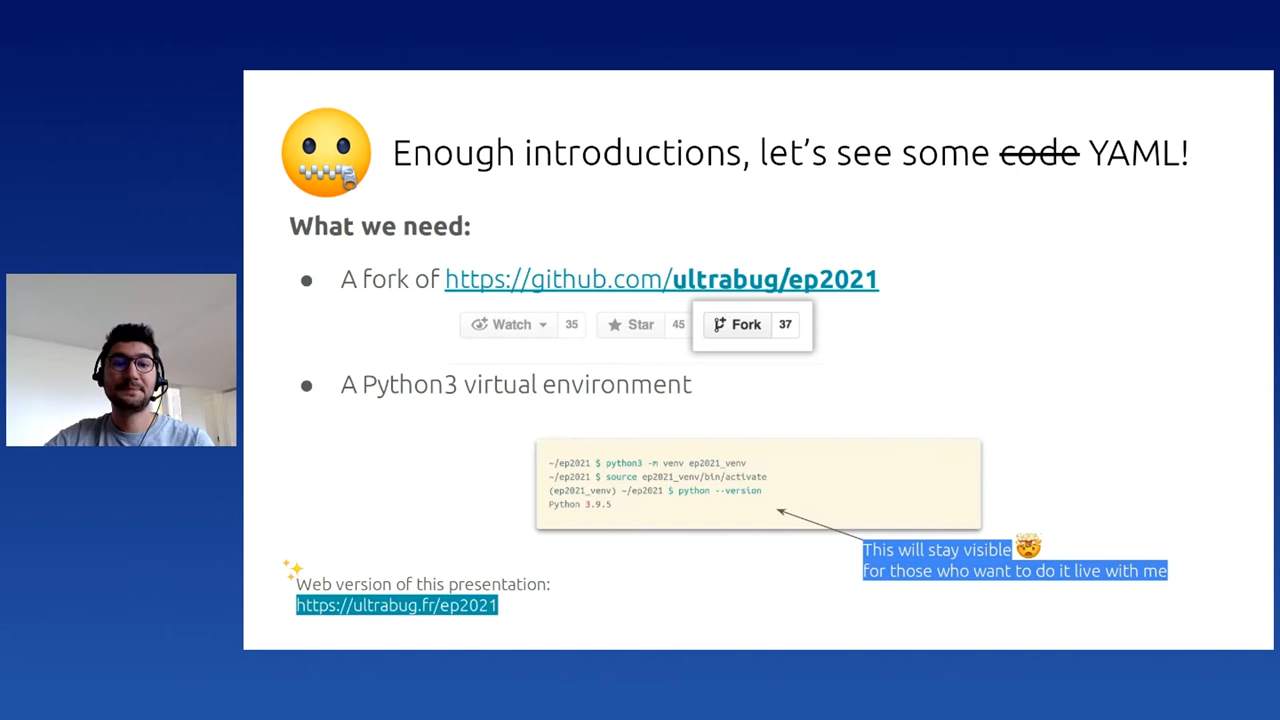 Enough introductions, let's see some code YAML!
What we need:
● A fork of https://github.com/ultrabug/ep2021
Watch 35 Star 45 Fork 37
● A Python3 virtual environment
~/ep2021 $ python3 -m venv ep2021_venv
~/ep2021 $ source ep2021_venv/bin/activate
(ep2021_venv) ~/ep2021 $ python --version
Python 3.9.5
This will stay visible
for those who want to do it live with me
Web version of this presentation:
https://ultrabug.fr/ep2021